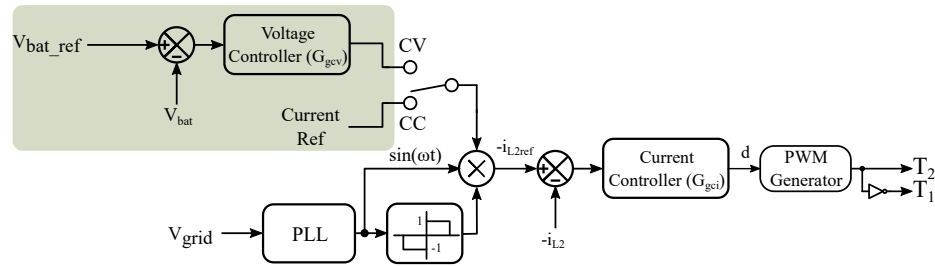 V_bat_ref
+
−
V_bat
Voltage
Controller (G_gcv)
CV
Current
Ref
CC
sin(ωt)
×
-i_L2ref
+
−
-i_L2
Current
Controller (G_gci)
d
PWM
Generator
T_2
T_1
V_grid
PLL
1
-1